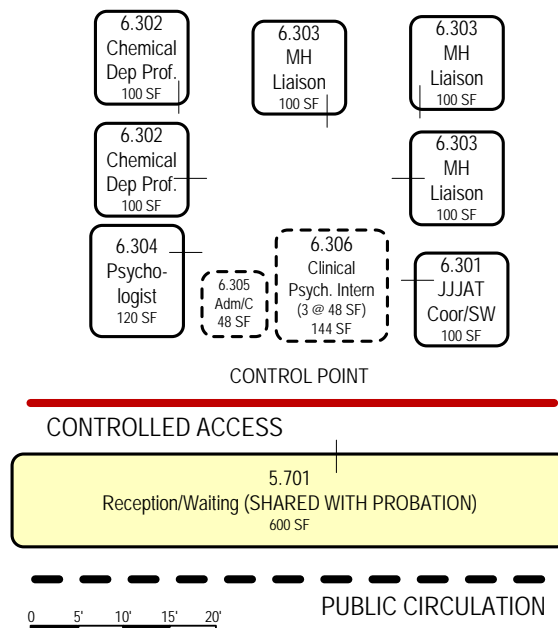 6.302
Chemical
Dep Prof.
100 SF
6.303
MH
Liaison
100 SF
6.303
MH
Liaison
100 SF
6.302
Chemical
Dep Prof.
100 SF
6.303
MH
Liaison
100 SF
6.304
Psycho-
logist
120 SF
6.305
Adm/C
48 SF
6.306
Clinical
Psych. Intern
(3 @ 48 SF)
144 SF
6.301
JJJAT
Coor/SW
100 SF
CONTROL POINT
CONTROLLED ACCESS
5.701
Reception/Waiting (SHARED WITH PROBATION)
600 SF
PUBLIC CIRCULATION
0 5' 10' 15' 20'